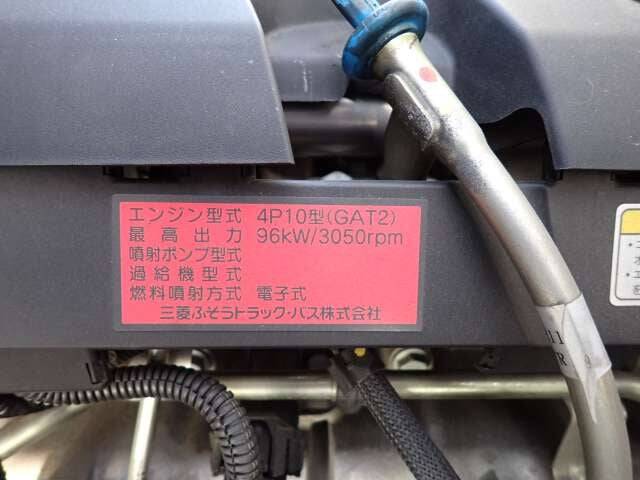 エンジン型式 4P10型(GAT2)
最高出力 96kW/3050rpm
噴射ポンプ型式
過給機型式
燃料噴射方式 電子式
三菱ふそうトラック・バス株式会社
11
R